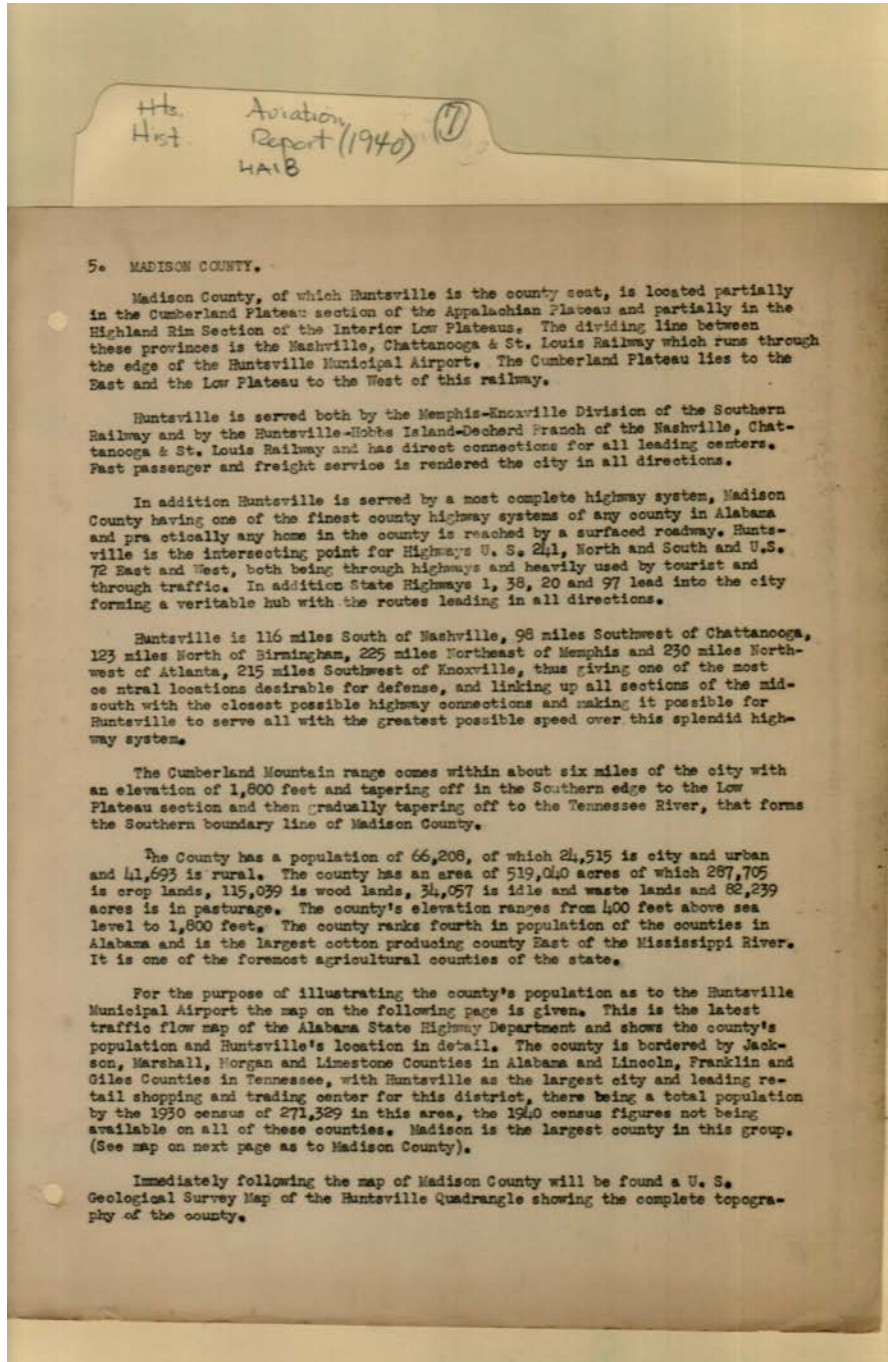 Hts. Aviation 7
Hist Report (1940)
HAIB
5. MADISON COUNTY.
Madison County, of which Huntsville is the county seat, is located partially
in the Cumberland Plateau section of the Appalachian Plateau and partially in the
Highland Rim Section of the Interior Low Plateaus. The dividing line between
these provinces is the Nashville, Chattanooga & St. Louis Railway which runs through
the edge of the Huntsville Municipal Airport. The Cumberland Plateau lies to the
East and the Low Plateau to the West of this railway.
Huntsville is served both by the Memphis-Knoxville Division of the Southern
Railway and by the Huntsville-Hobbs Island-Decherd Branch of the Nashville, Chat-
tanooga & St. Louis Railway and has direct connections for all leading centers.
Fast passenger and freight service is rendered the city in all directions.
In addition Huntsville is served by a most complete highway system, Madison
County having one of the finest county highway systems of any county in Alabama
and pra ctically any home in the county is reached by a surfaced roadway. Hunts-
ville is the intersecting point for Highways U. S. 241, North and South and U.S.
72 East and West, both being through highways and heavily used by tourist and
through traffic. In addition State Highways 1, 38, 20 and 97 lead into the city
forming a veritable hub with the routes leading in all directions.
Huntsville is 116 miles South of Nashville, 98 miles Southwest of Chattanooga,
123 miles North of Birmingham, 225 miles Northeast of Memphis and 230 miles North-
west of Atlanta, 215 miles Southwest of Knoxville, thus giving one of the most
ce ntral locations desirable for defense, and linking up all sections of the mid-
south with the closest possible highway connections and making it possible for
Huntsville to serve all with the greatest possible speed over this splendid high-
way system.
The Cumberland Mountain range comes within about six miles of the city with
an elevation of 1,800 feet and tapering off in the Southern edge to the Low
Plateau section and then gradually tapering off to the Tennessee River, that forms
the Southern boundary line of Madison County.
The County has a population of 66,208, of which 24,515 is city and urban
and 41,693 is rural. The county has an area of 519,040 acres of which 287,705
is crop lands, 115,039 is wood lands, 34,057 is idle and waste lands and 82,239
acres is in pasturage. The county's elevation ranges from 400 feet above sea
level to 1,800 feet. The county ranks fourth in population of the counties in
Alabama and is the largest cotton producing county East of the Mississippi River.
It is one of the foremost agricultural counties of the state.
For the purpose of illustrating the county's population as to the Huntsville
Municipal Airport the map on the following page is given. This is the latest
traffic flow map of the Alabama State Highway Department and shows the county's
population and Huntsville's location in detail. The county is bordered by Jack-
son, Marshall, Morgan and Limestone Counties in Alabama and Lincoln, Franklin and
Giles Counties in Tennessee, with Huntsville as the largest city and leading re-
tail shopping and trading center for this district, there being a total population
by the 1930 census of 271,329 in this area, the 1940 census figures not being
available on all of these counties. Madison is the largest county in this group.
(See map on next page as to Madison County).
Immediately following the map of Madison County will be found a U. S.
Geological Survey Map of the Huntsville Quadrangle showing the complete topogra-
phy of the county.